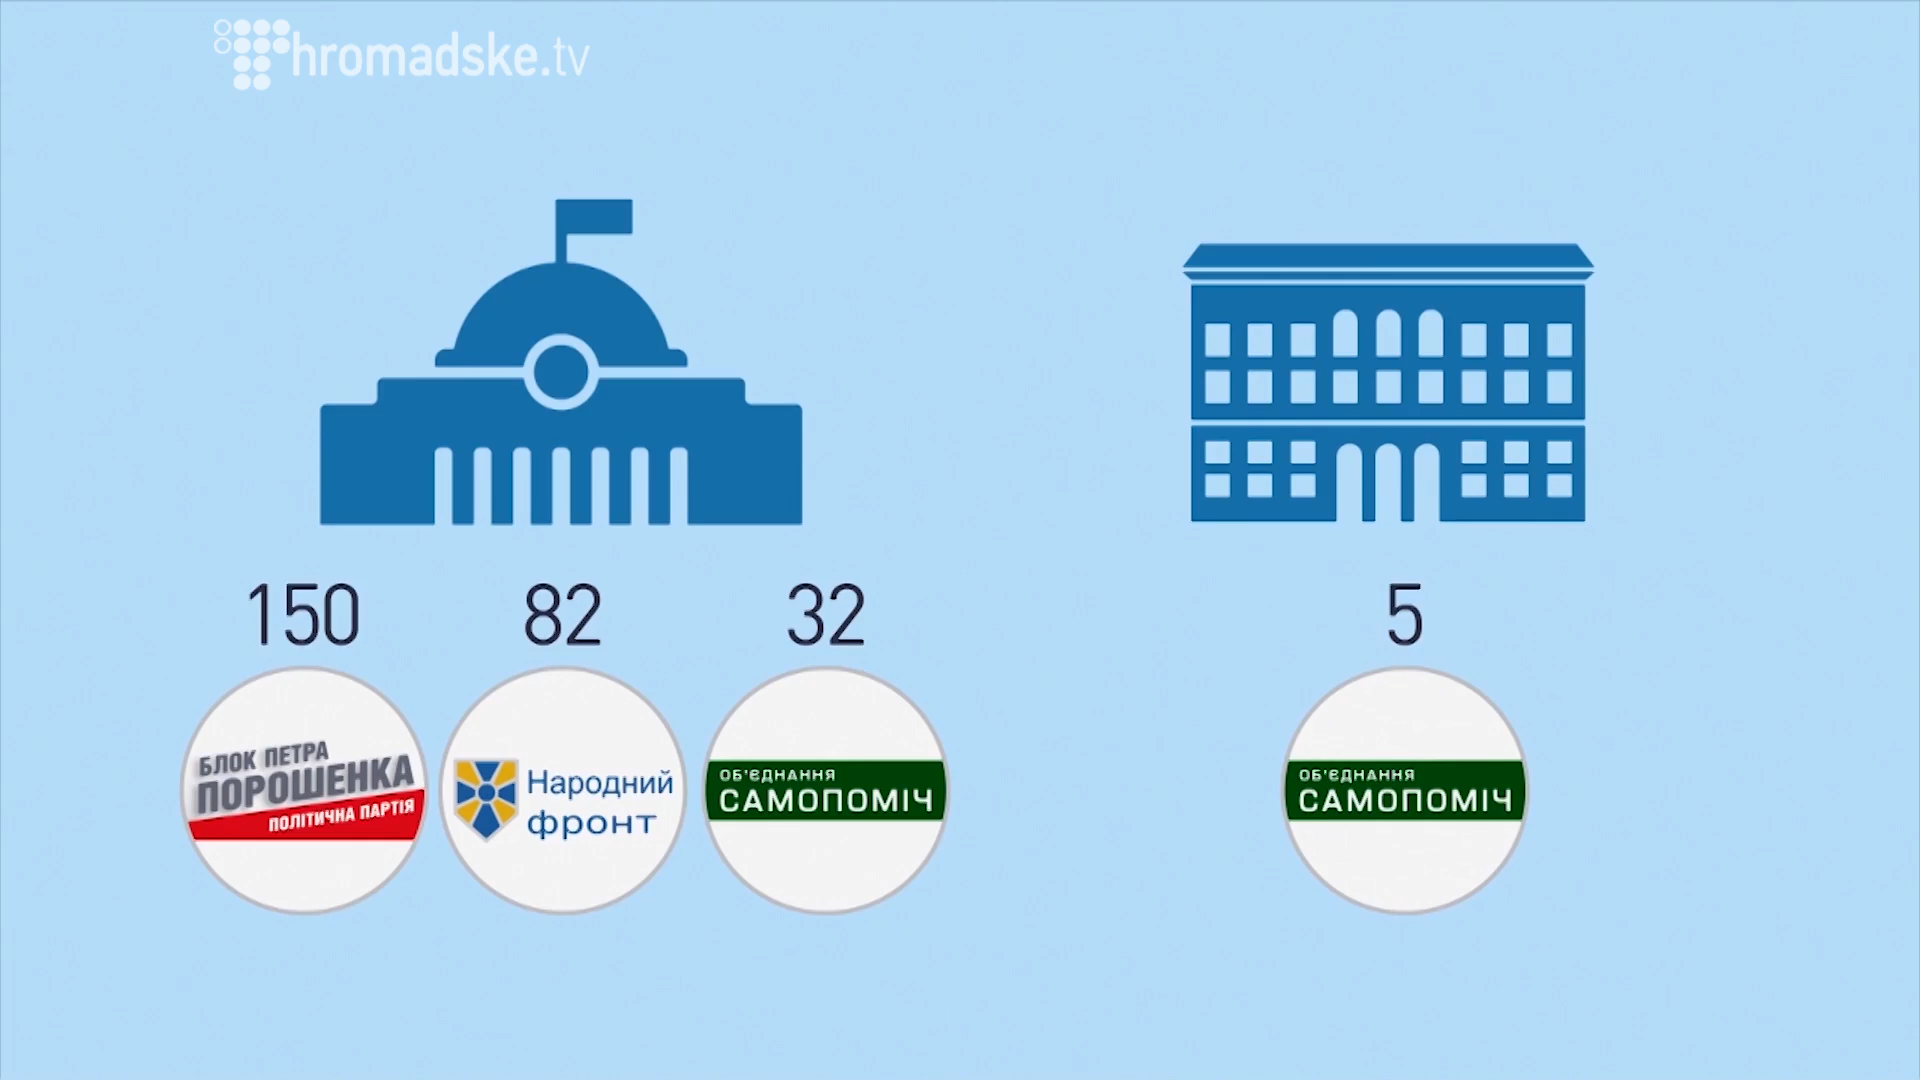 hromadske.tv
150
82
32
5
БЛОК ПЕТРА
ПОРОШЕНКА
ПОЛІТИЧНА ПАРТІЯ
Народний
фронт
ОБ'ЄДНАННЯ
САМОПОМІЧ
ОБ'ЄДНАННЯ
САМОПОМІЧ